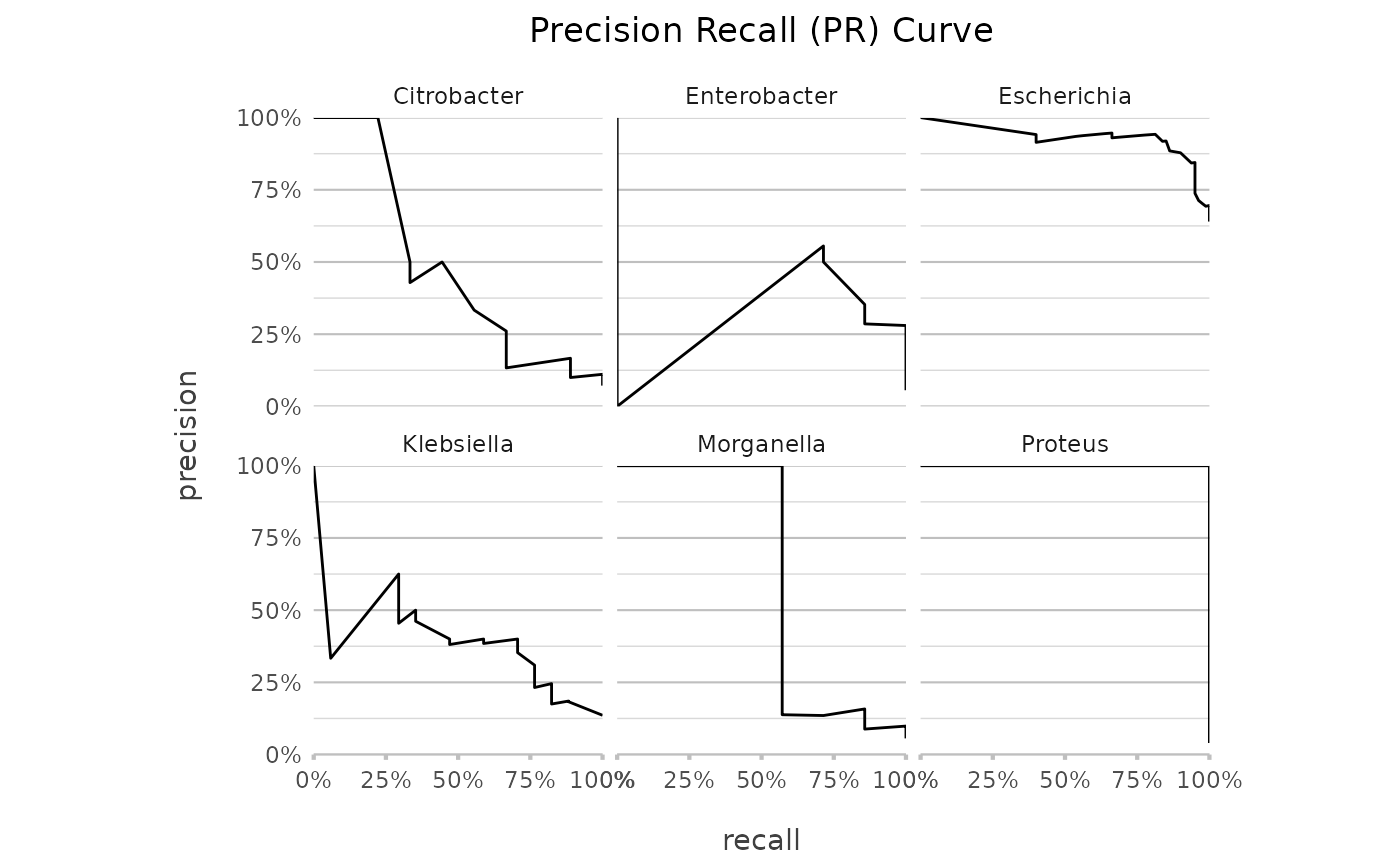 Precision Recall (PR) Curve
Citrobacter Enterobacter Escherichia
100%
75%
50%
25%
0%
precision
Klebsiella Morganella Proteus
100%
75%
50%
25%
0%
0% 25% 50% 75% 100% 0% 25% 50% 75% 100% 0% 25% 50% 75% 100%
recall